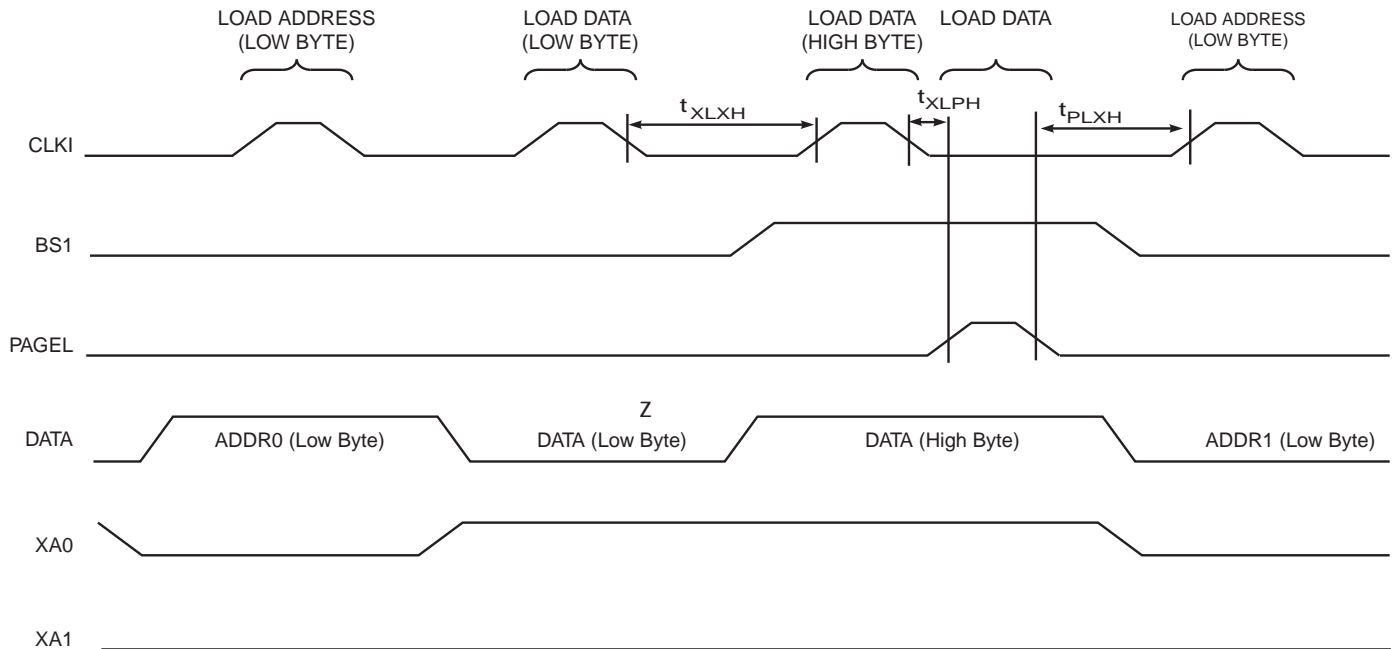 LOAD ADDRESS
(LOW BYTE)
LOAD DATA
(LOW BYTE)
LOAD DATA
(HIGH BYTE)
LOAD DATA
LOAD ADDRESS
(LOW BYTE)
tXLXH
tXLPH
tPLXH
CLKI
BS1
PAGEL
Z
DATA
ADDR0 (Low Byte)
DATA (Low Byte)
DATA (High Byte)
ADDR1 (Low Byte)
XA0
XA1